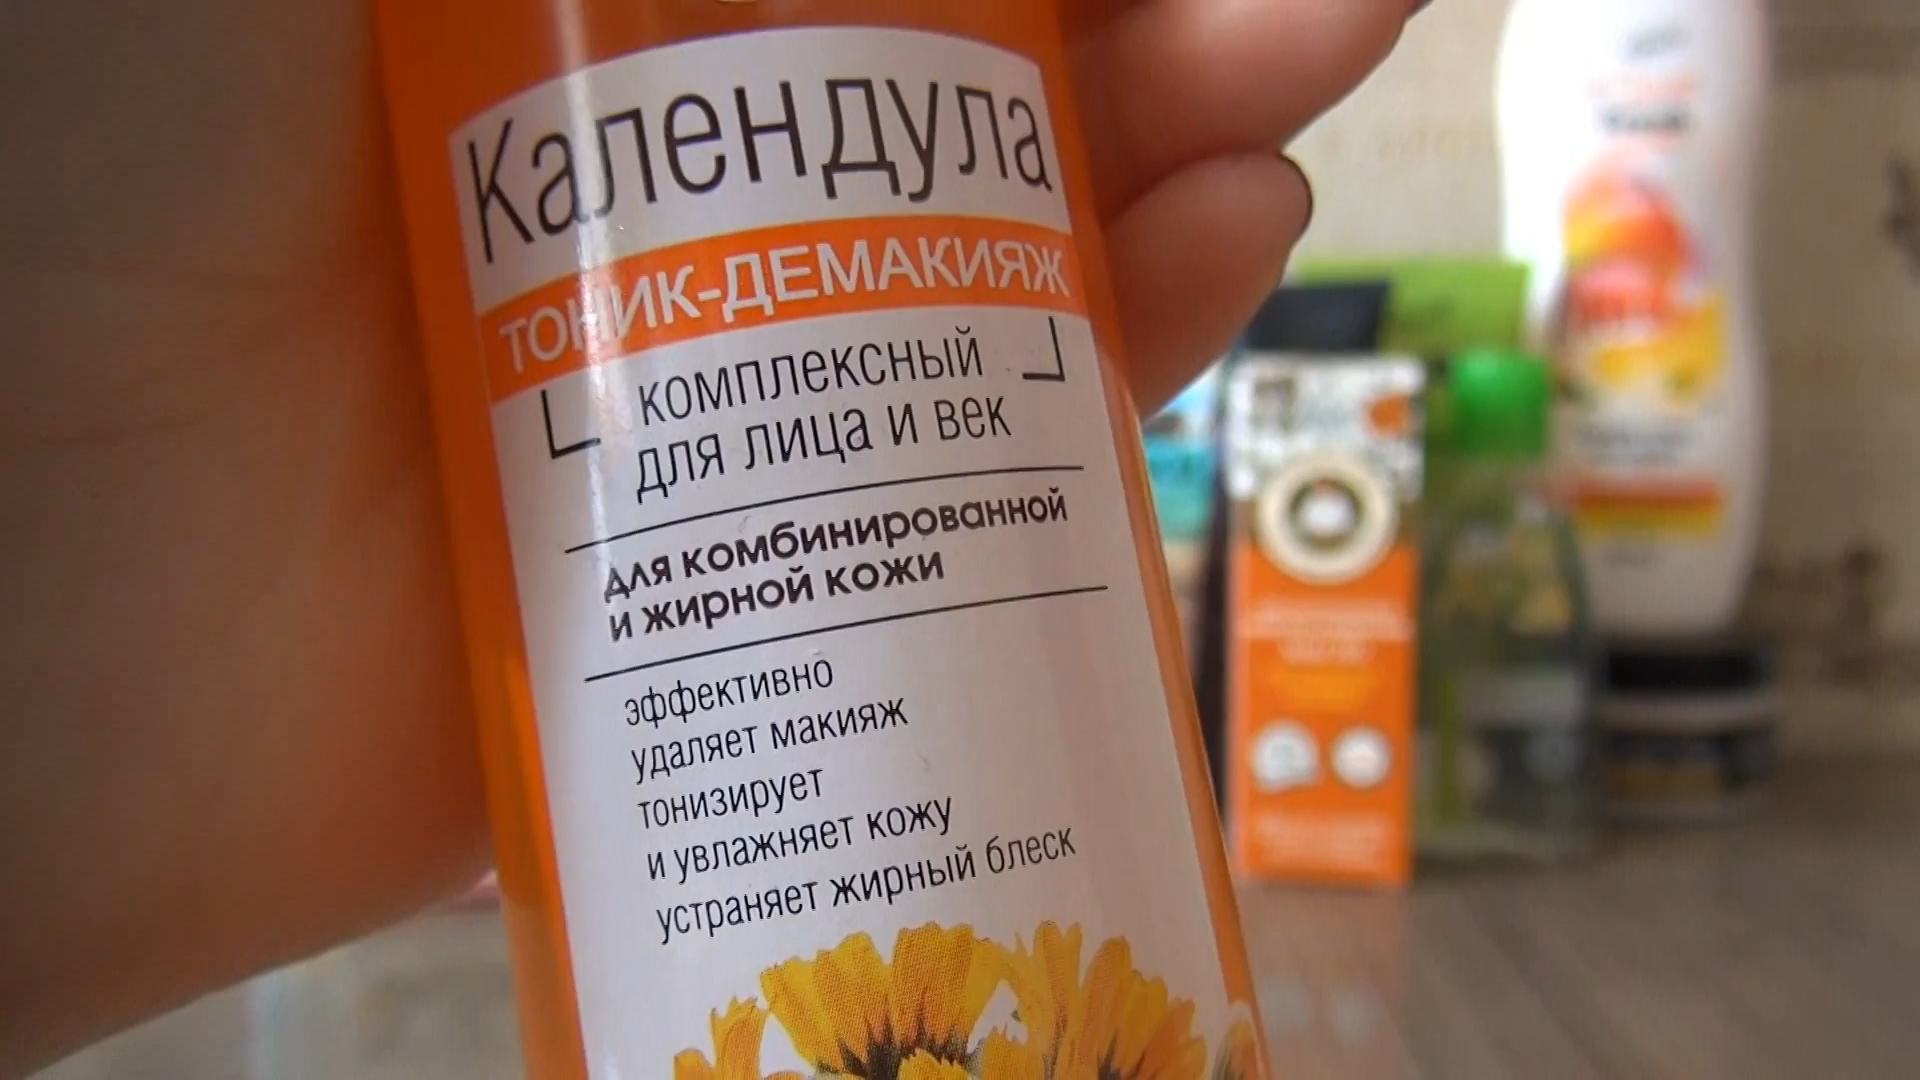 Календула
ТОНИК-ДЕМАКИЯЖ
комплексный
для лица и век
для комбинированной
и жирной кожи
эффективно
удаляет макияж
тонизирует
и увлажняет кожу
устраняет жирный блеск